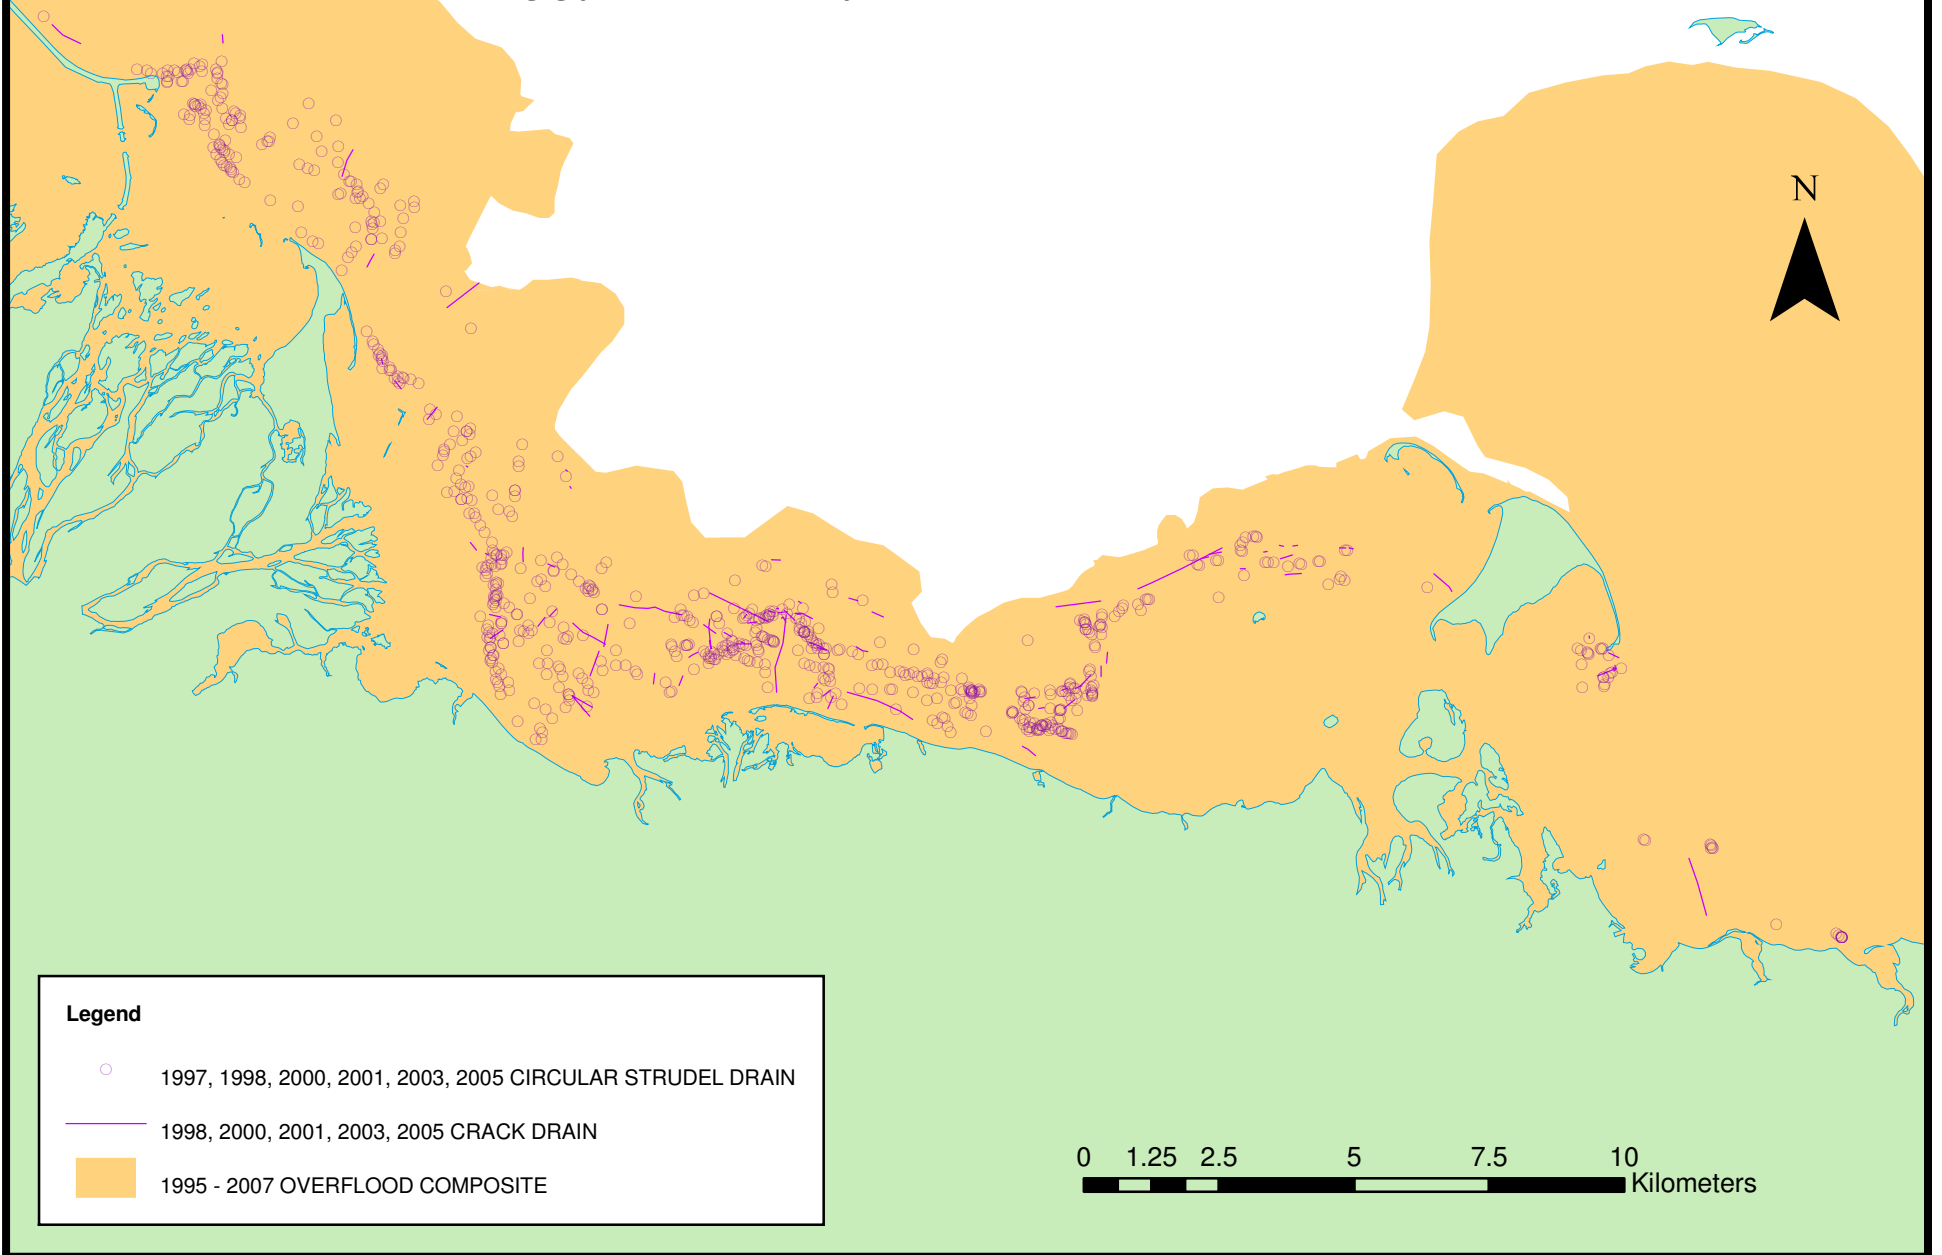 N
Legend
1997, 1998, 2000, 2001, 2003, 2005 CIRCULAR STRUDEL DRAIN
1998, 2000, 2001, 2003, 2005 CRACK DRAIN
1995 - 2007 OVERFLOOD COMPOSITE
0 1.25 2.5 5 7.5 10
Kilometers